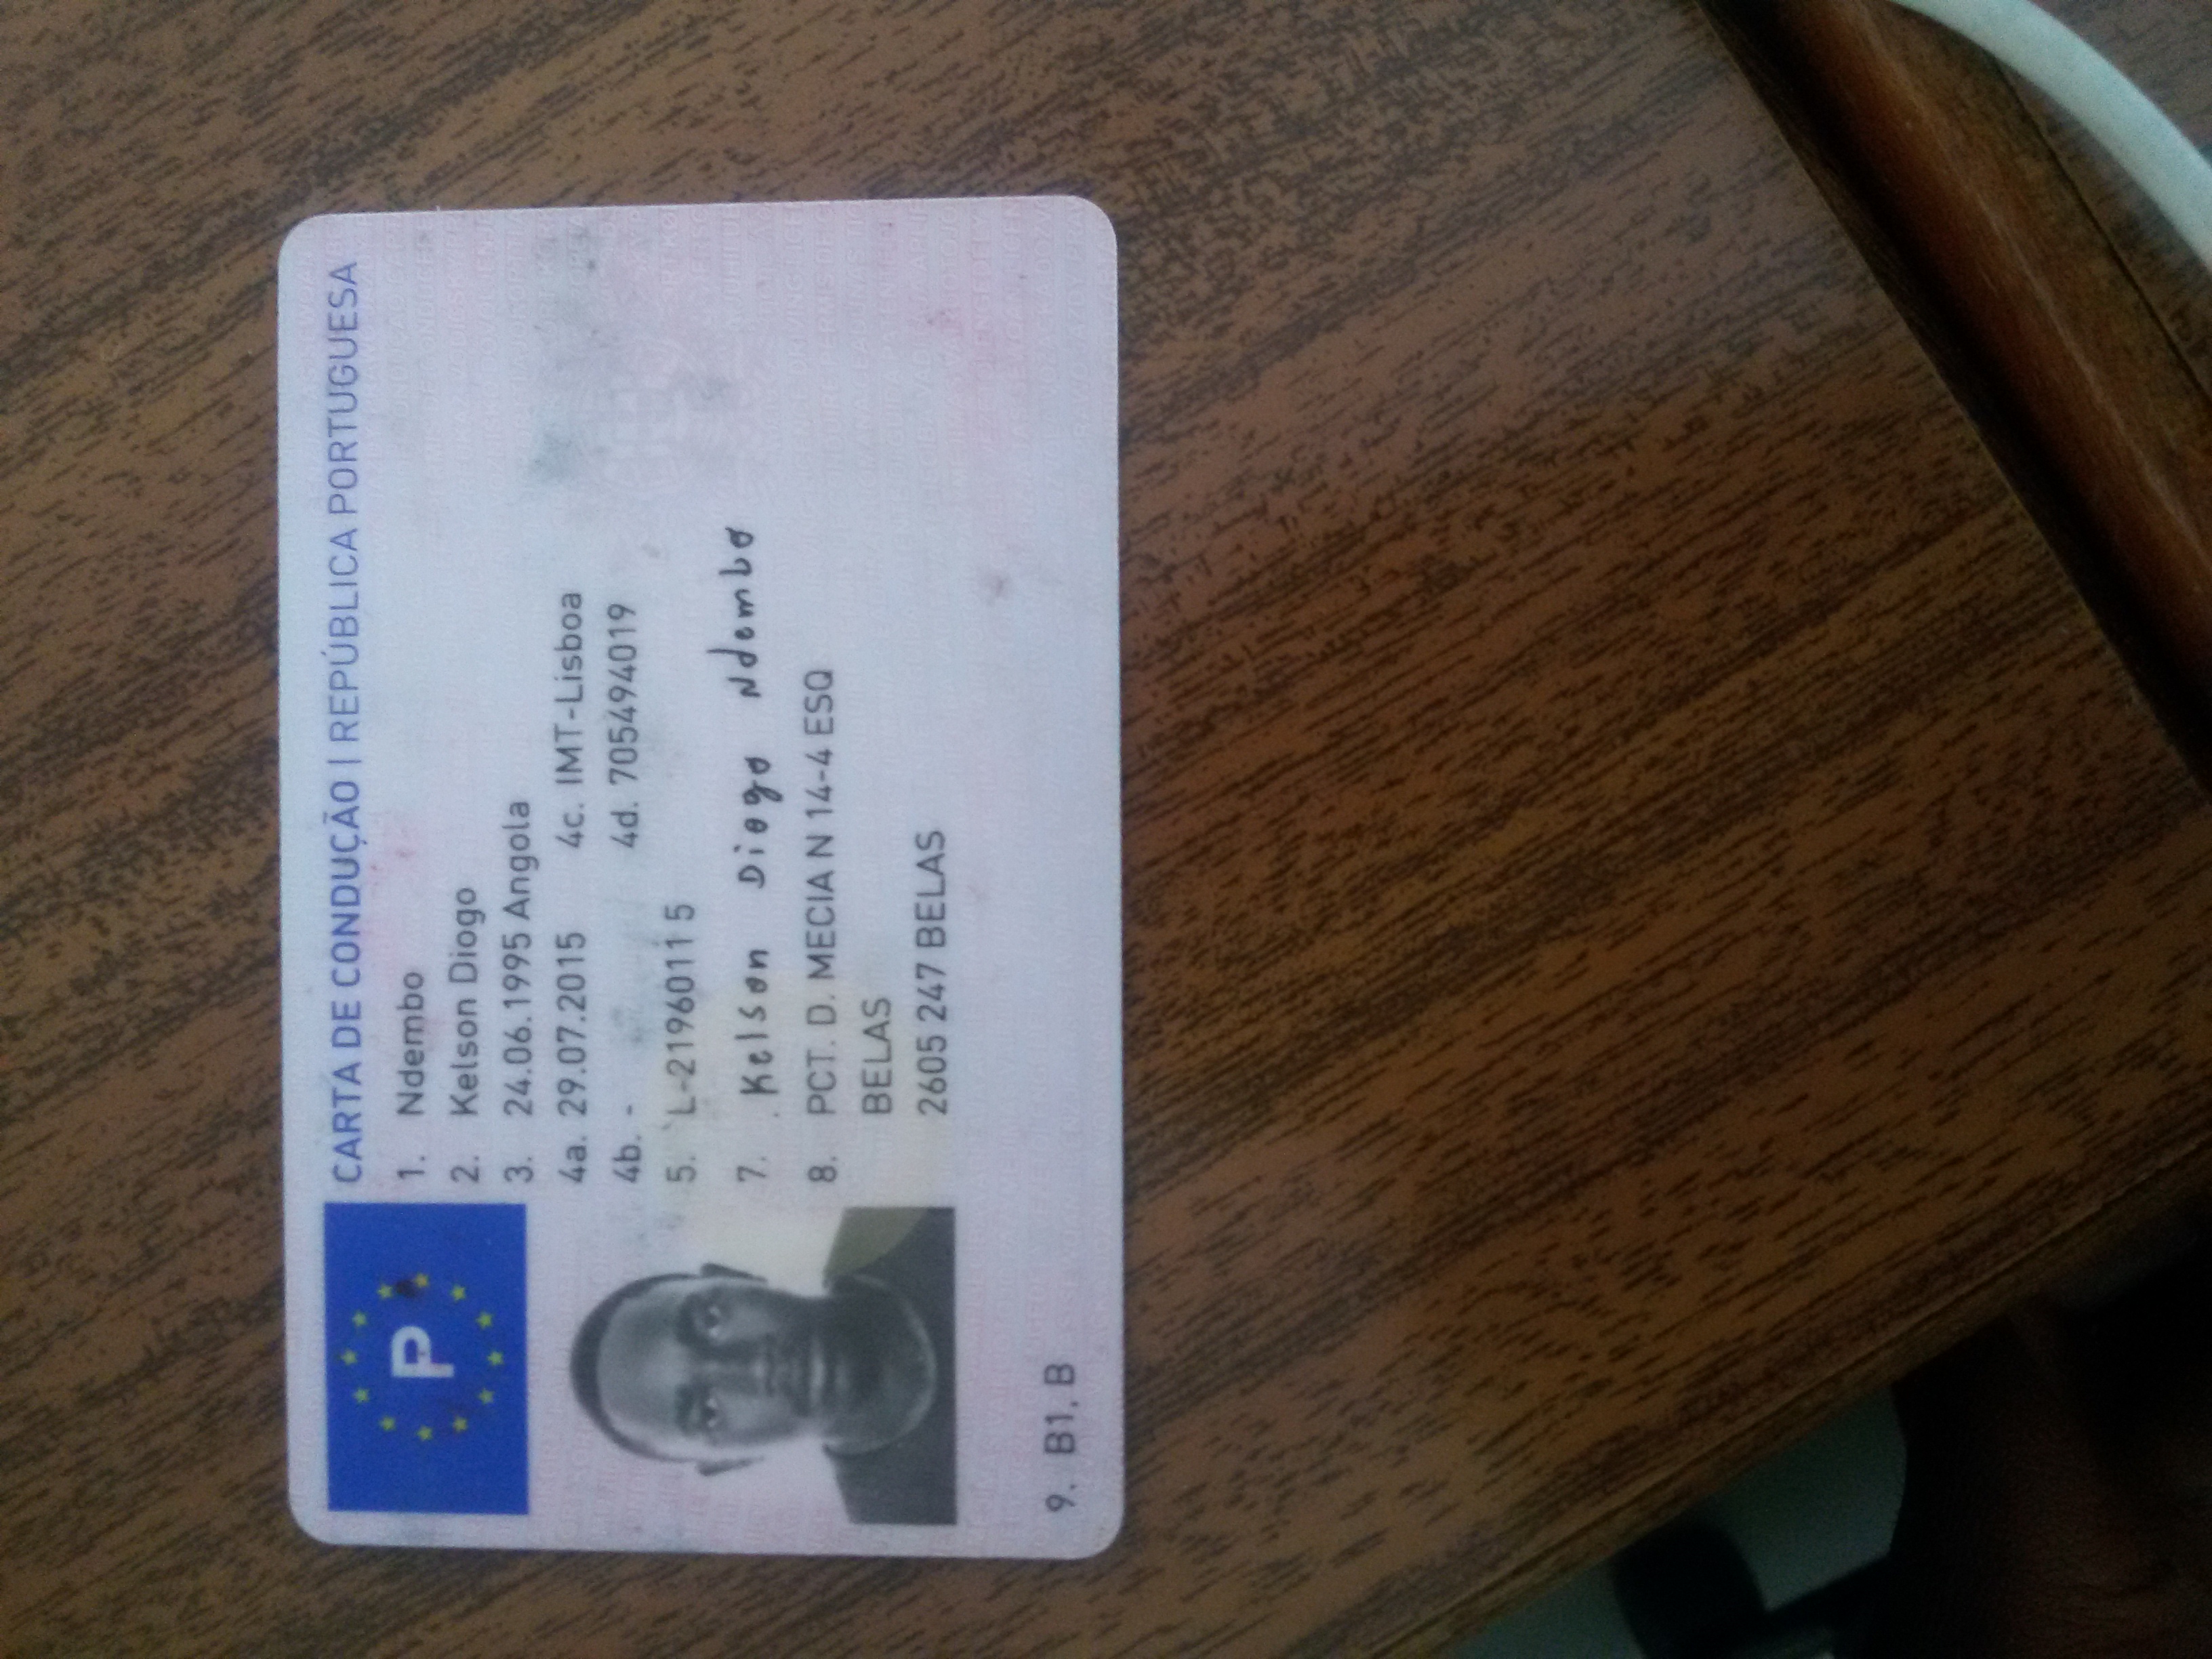 P
CARTA DE CONDUÇÃO | REPÚBLICA PORTUGUESA
1. Ndembo
2. Kelson Diogo
3. 24.06.1995 Angola
4a. 29.07.2015 4c. IMT-Lisboa
4b. - 4d. 705494019
5. L-2196011 5
7. Kelson Diogo Ndembo
8. PCT. D. MECIA N 14-4 ESQ
BELAS
2605 247 BELAS
9. B1, B